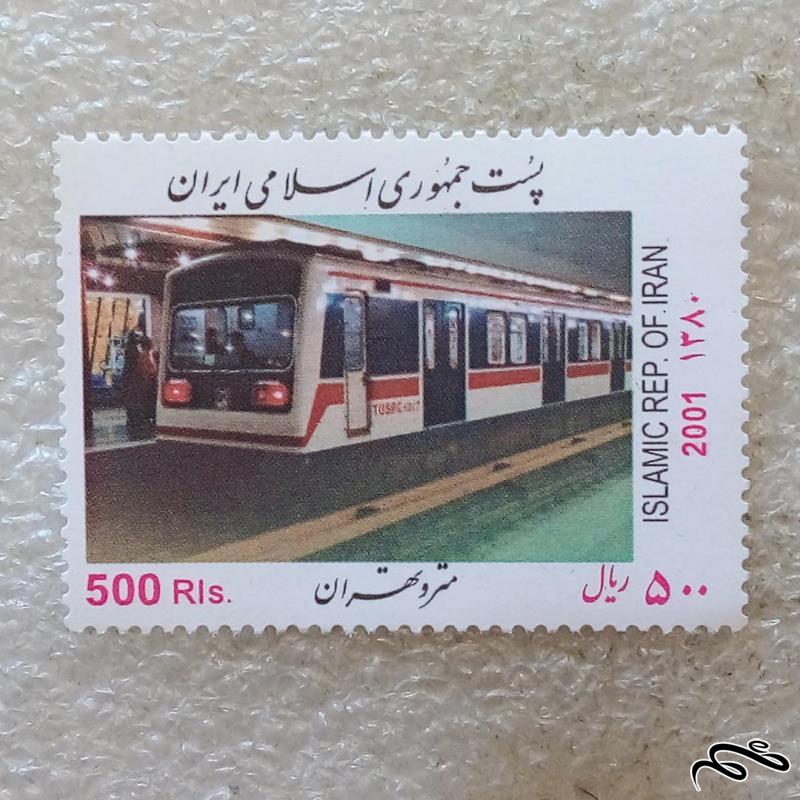 پست جمهوری اسلامی ایران
ISLAMIC REP. OF. IRAN
2001 ۱۳۸۰
500 Rls.
مترو تهران
۵۰۰ ریال